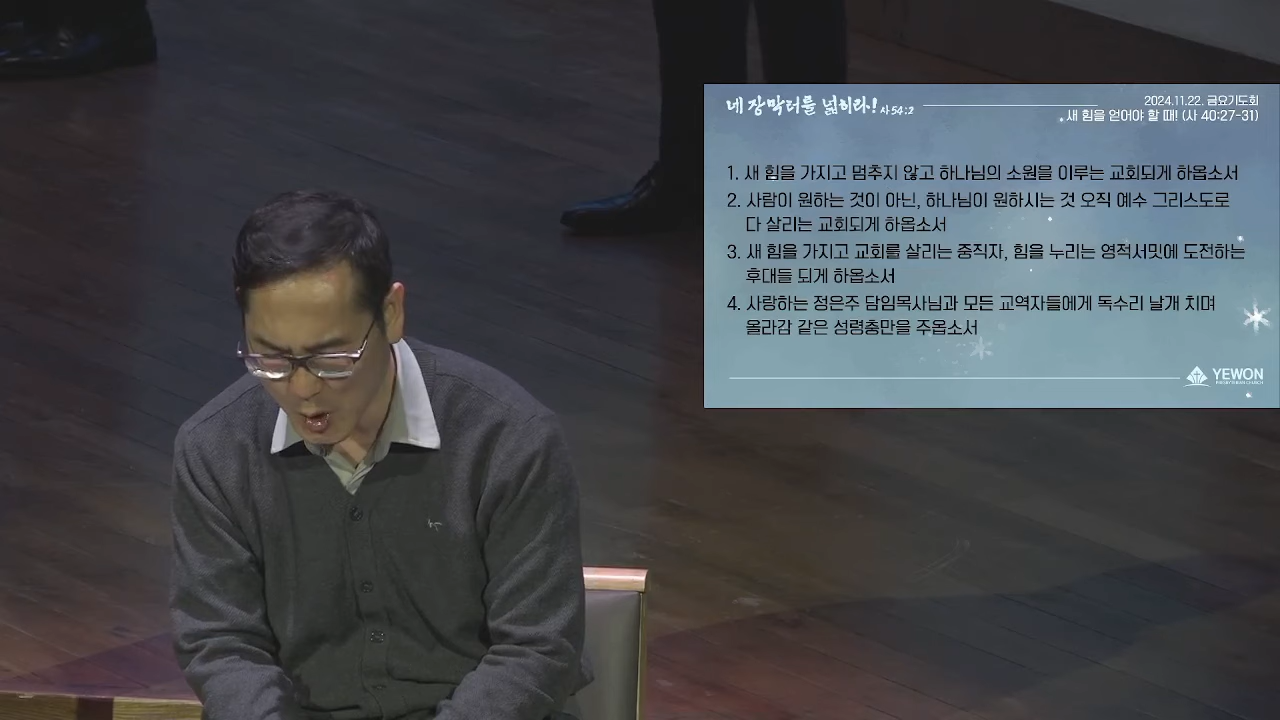 네 장막터를 넓히라! 사 54:2
2024.11.22. 금요기도회
새 힘을 얻어야 할 때! (사 40:27-31)
1. 새 힘을 가지고 멈추지 않고 하나님의 소원을 이루는 교회되게 하옵소서
2. 사람이 원하는 것이 아닌, 하나님이 원하시는 것 오직 예수 그리스도로
다 살리는 교회되게 하옵소서
3. 새 힘을 가지고 교회를 살리는 중직자, 힘을 누리는 영적서밋에 도전하는
후대들 되게 하옵소서
4. 사랑하는 정은주 담임목사님과 모든 교역자들에게 독수리 날개 치며
올라감 같은 성령충만을 주옵소서
YEWON
PRESBYTERIAN CHURCH